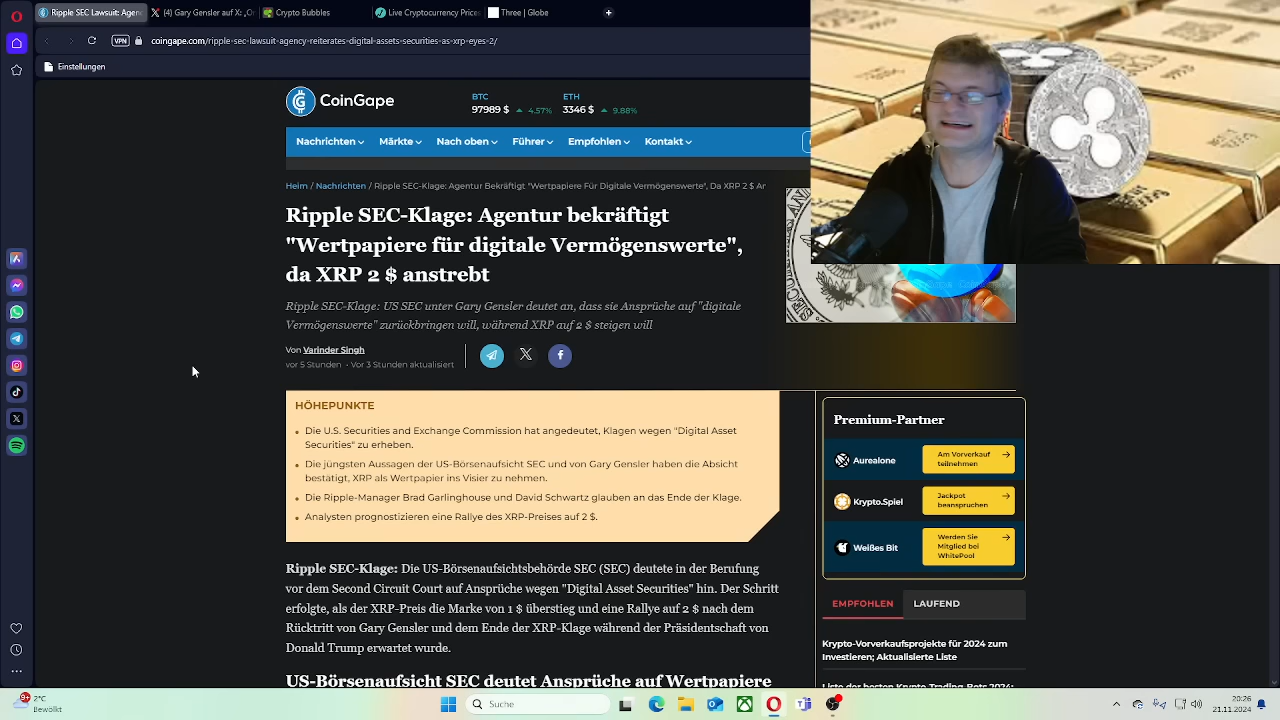 Ripple SEC Lawsuit: Agen
(4) Gary Gensler auf X: „O
Crypto Bubbles
Live Cryptocurrency Price
Three | Globe
VPN
coingape.com/ripple-sec-lawsuit-agency-reiterates-digital-assets-securities-as-xrp-eyes-2/
Einstellungen
CoinGape
BTC
97989 $ 4.57%
ETH
3346 $ 9.88%
Nachrichten
Märkte
Nach oben
Führer
Empfohlen
Kontakt
Heim / Nachrichten / Ripple SEC-Klage: Agentur Bekräftigt "Wertpapiere Für Digitale Vermögenswerte", Da XRP 2 $ Ar
Ripple SEC-Klage: Agentur bekräftigt
"Wertpapiere für digitale Vermögenswerte",
da XRP 2 $ anstrebt
Ripple SEC-Klage: US SEC unter Gary Gensler deutet an, dass sie Ansprüche auf "digitale
Vermögenswerte" zurückbringen will, während XRP auf 2 $ steigen will
Von Varinder Singh
vor 5 Stunden · Vor 3 Stunden aktualisiert
HÖHEPUNKTE
Die U.S. Securities and Exchange Commission hat angedeutet, Klagen wegen "Digital Asset
Securities" zu erheben.
Die jüngsten Aussagen der US-Börsenaufsicht SEC und von Gary Gensler haben die Absicht
bestätigt, XRP als Wertpapier ins Visier zu nehmen.
Die Ripple-Manager Brad Garlinghouse und David Schwartz glauben an das Ende der Klage.
Analysten prognostizieren eine Rallye des XRP-Preises auf 2 $.
Ripple SEC-Klage: Die US-Börsenaufsichtsbehörde SEC (SEC) deutete in der Berufung
vor dem Second Circuit Court auf Ansprüche wegen "Digital Asset Securities" hin. Der Schritt
erfolgte, als der XRP-Preis die Marke von 1 $ überstieg und eine Rallye auf 2 $ nach dem
Rücktritt von Gary Gensler und dem Ende der XRP-Klage während der Präsidentschaft von
Donald Trump erwartet wurde.
US-Börsenaufsicht SEC deutet Ansprüche auf Wertpapiere
Premium-Partner
Aurealone
Am Vorverkauf
teilnehmen
Krypto.Spiel
Jackpot
beanspruchen
Weißes Bit
Werden Sie
Mitglied bei
WhitePool
EMPFOHLEN
LAUFEND
Krypto-Vorverkaufsprojekte für 2024 zum
Investieren; Aktualisierte Liste
Liste der besten Krypto-Trading-Bots 2024:
2°C
Bewölkt
Suche
20:26